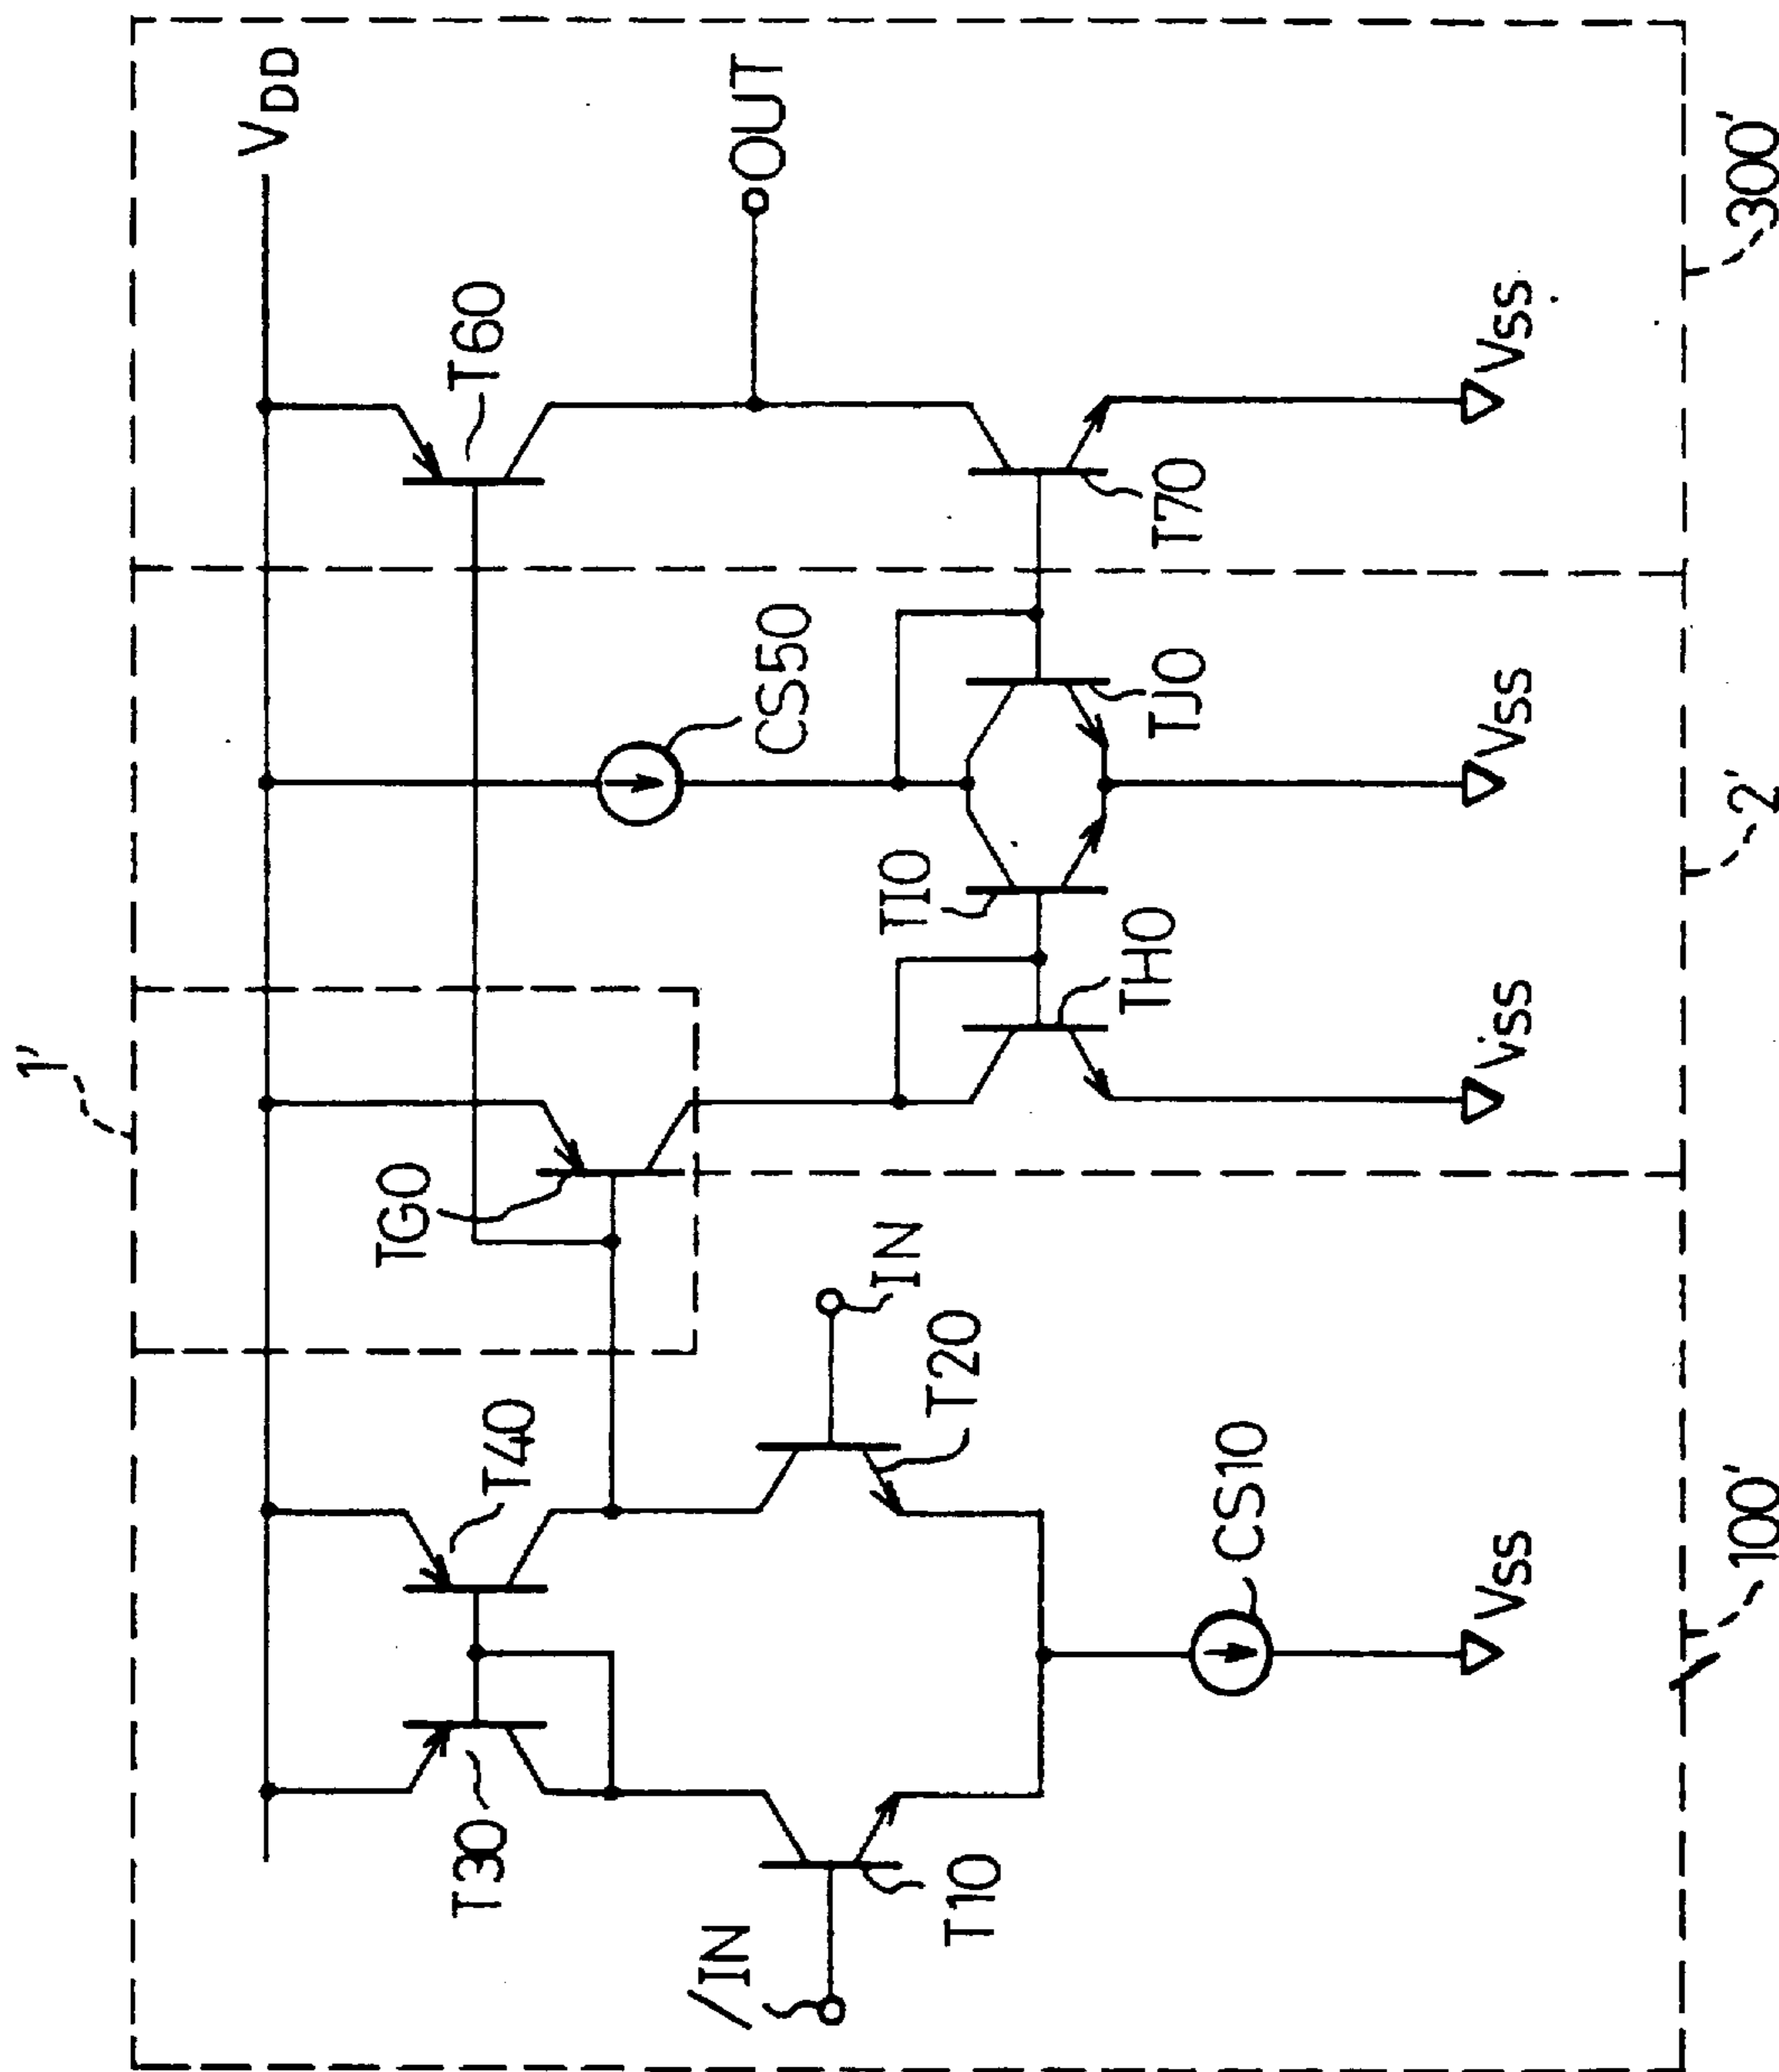 1'
VDD
T30
T40
TG0
T60
CS50
OUT
/IN
T10
IN
T20
TI0
TH0
TJ0
T70
CS10
Vss
Vss
Vss
Vss
100'
2'
300'